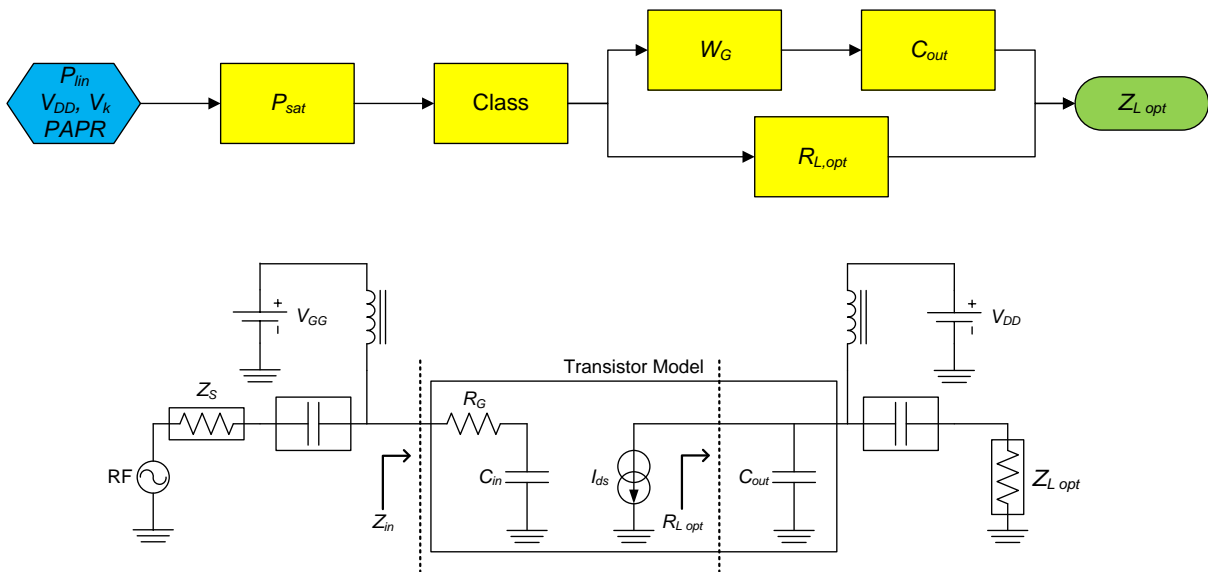 P_lin
V_DD, V_k
PAPR
P_sat
Class
W_G
C_out
R_L,opt
Z_L opt
+
V_GG
+
V_DD
Transistor Model
Z_S
R_G
RF
C_in
I_ds
C_out
Z_L opt
Z_in
R_L opt